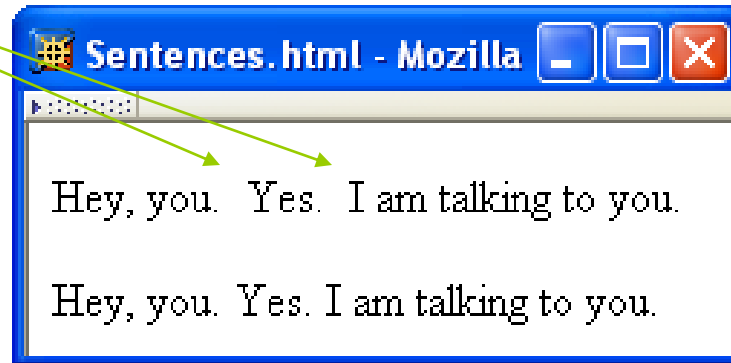 Sentences.html - Mozilla
Hey, you.  Yes.  I am talking to you.
Hey, you. Yes. I am talking to you.